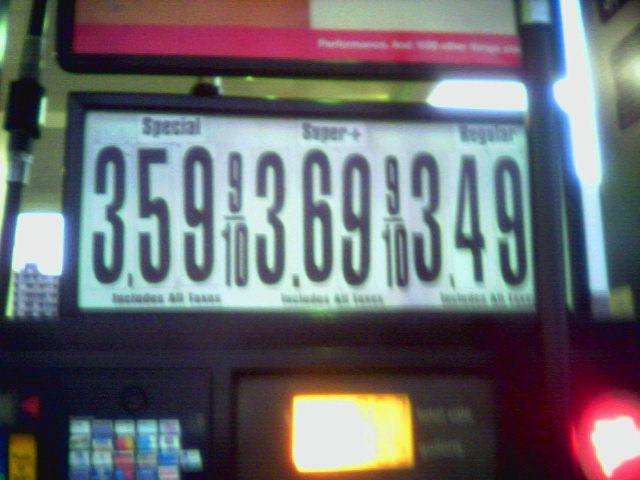 Performance. And 1000 other things
Special Super+ Regular
3.59 9/10 3.69 9/10 3.49
Includes All Taxes Includes All Taxes Includes All Taxes